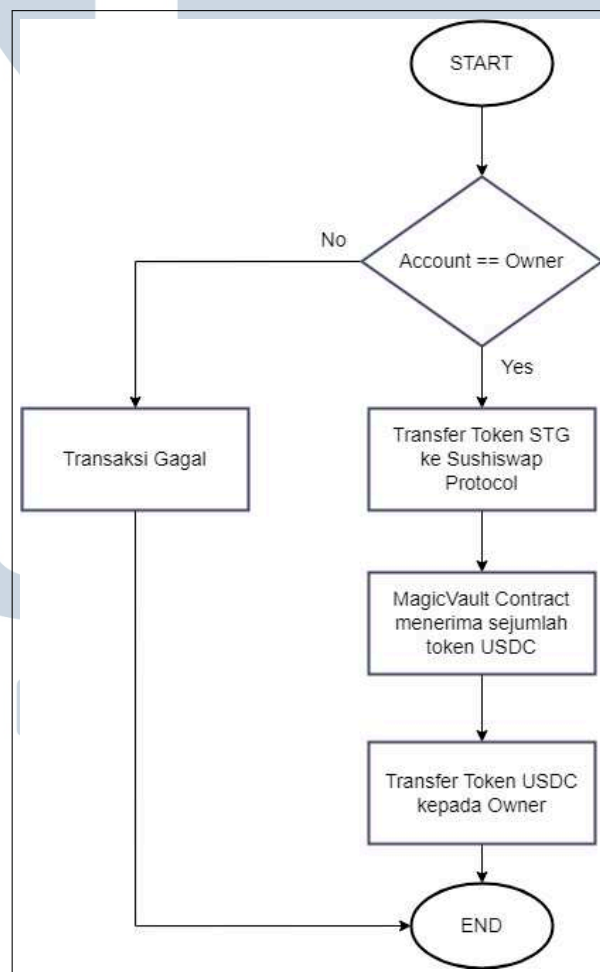 START
Account == Owner
No
Yes
Transaksi Gagal
Transfer Token STG
ke Sushiswap
Protocol
MagicVault Contract
menerima sejumlah
token USDC
Transfer Token USDC
kepada Owner
END